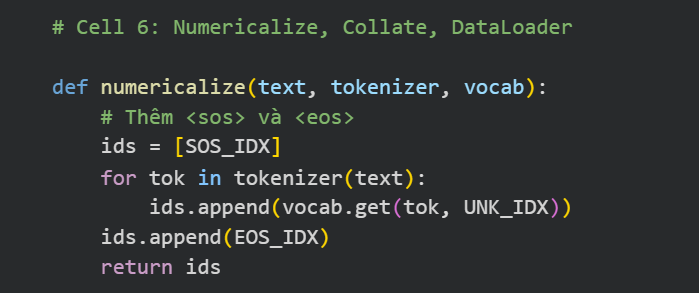 # Cell 6: Numericalize, Collate, DataLoader
def numericalize(text, tokenizer, vocab):
# Thêm <sos> và <eos>
ids = [SOS_IDX]
for tok in tokenizer(text):
ids.append(vocab.get(tok, UNK_IDX))
ids.append(EOS_IDX)
return ids